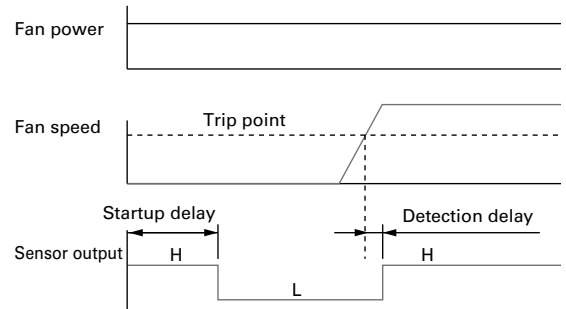 Fan power
Fan speed
Trip point
Startup delay
Detection delay
Sensor output
H
L
H